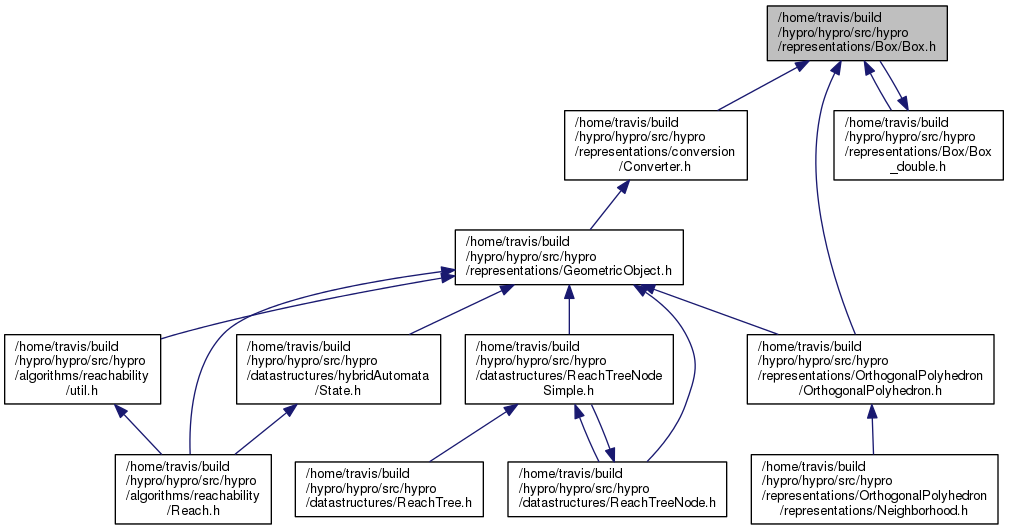 /home/travis/build
/hypro/hypro/src/hypro
/representations/Box/Box.h
/home/travis/build
/hypro/hypro/src/hypro
/representations/conversion
/Converter.h
/home/travis/build
/hypro/hypro/src/hypro
/representations/Box/Box
_double.h
/home/travis/build
/hypro/hypro/src/hypro
/representations/GeometricObject.h
/home/travis/build
/hypro/hypro/src/hypro
/algorithms/reachability
/util.h
/home/travis/build
/hypro/hypro/src/hypro
/datastructures/hybridAutomata
/State.h
/home/travis/build
/hypro/hypro/src/hypro
/datastructures/ReachTreeNode
Simple.h
/home/travis/build
/hypro/hypro/src/hypro
/representations/OrthogonalPolyhedron
/OrthogonalPolyhedron.h
/home/travis/build
/hypro/hypro/src/hypro
/algorithms/reachability
/Reach.h
/home/travis/build
/hypro/hypro/src/hypro
/datastructures/ReachTree.h
/home/travis/build
/hypro/hypro/src/hypro
/datastructures/ReachTreeNode.h
/home/travis/build
/hypro/hypro/src/hypro
/representations/OrthogonalPolyhedron
/representations/Neighborhood.h